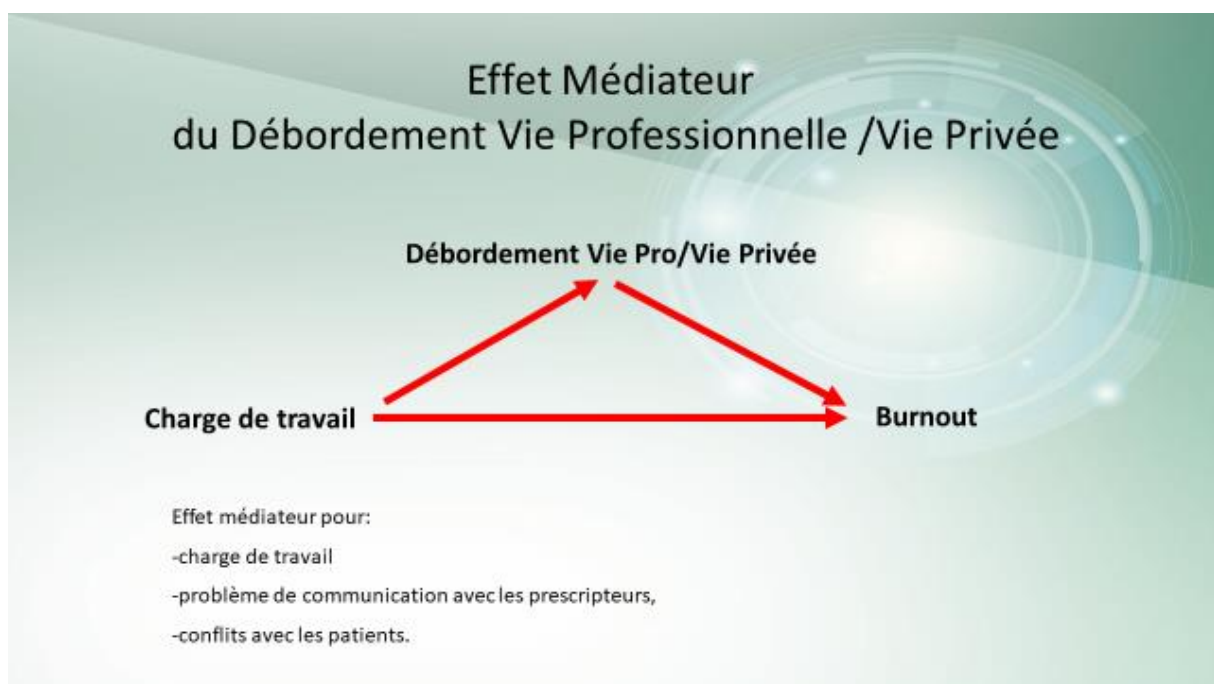 Effet Médiateur
du Débordement Vie Professionnelle /Vie Privée
Débordement Vie Pro/Vie Privée
Charge de travail
Burnout
Effet médiateur pour:
-charge de travail
-problème de communication avec les prescripteurs,
-conflits avec les patients.